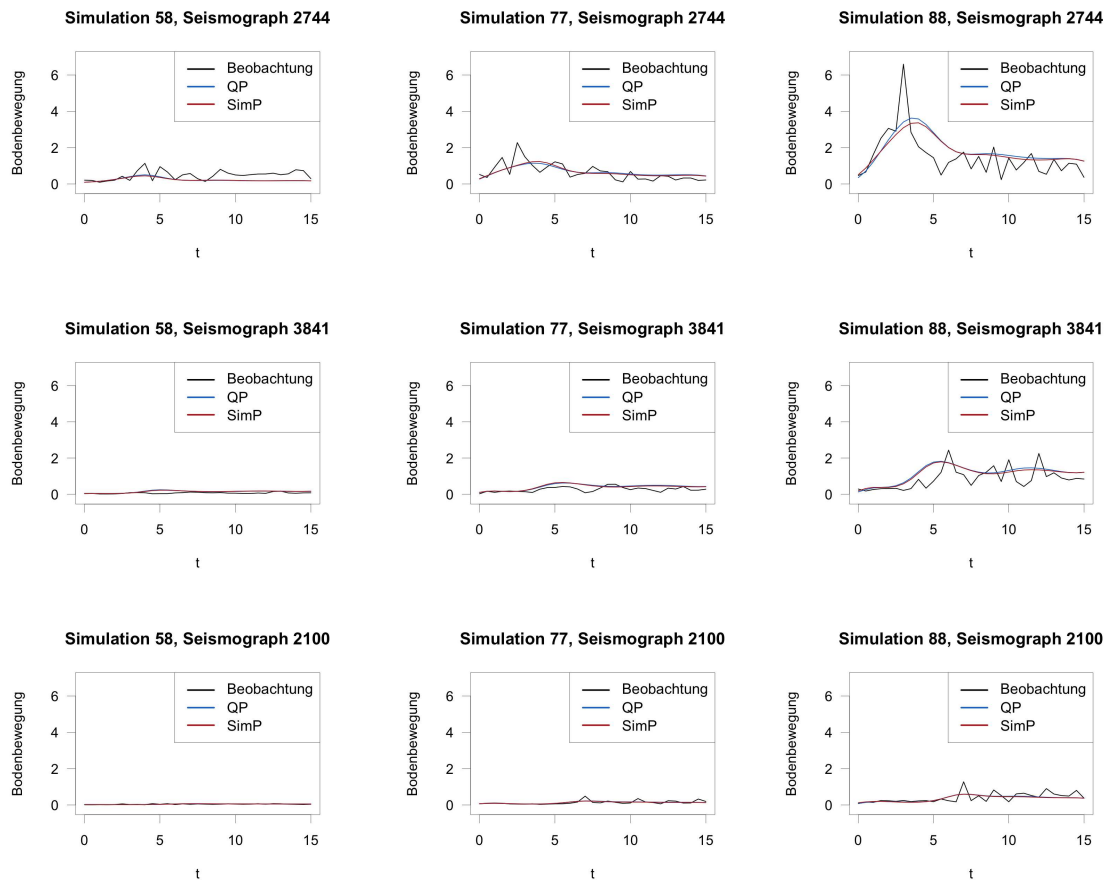 Simulation 58, Seismograph 2744
Bodenbewegung
6
4
2
0
Beobachtung
QP
SimP
0 5 10 15
t
Simulation 77, Seismograph 2744
Bodenbewegung
6
4
2
0
Beobachtung
QP
SimP
0 5 10 15
t
Simulation 88, Seismograph 2744
Bodenbewegung
6
4
2
0
Beobachtung
QP
SimP
0 5 10 15
t
Simulation 58, Seismograph 3841
Bodenbewegung
6
4
2
0
Beobachtung
QP
SimP
0 5 10 15
t
Simulation 77, Seismograph 3841
Bodenbewegung
6
4
2
0
Beobachtung
QP
SimP
0 5 10 15
t
Simulation 88, Seismograph 3841
Bodenbewegung
6
4
2
0
Beobachtung
QP
SimP
0 5 10 15
t
Simulation 58, Seismograph 2100
Bodenbewegung
6
4
2
0
Beobachtung
QP
SimP
0 5 10 15
t
Simulation 77, Seismograph 2100
Bodenbewegung
6
4
2
0
Beobachtung
QP
SimP
0 5 10 15
t
Simulation 88, Seismograph 2100
Bodenbewegung
6
4
2
0
Beobachtung
QP
SimP
0 5 10 15
t